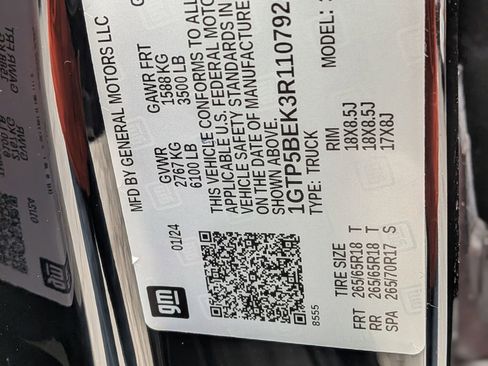 MFD BY GENERAL MOTORS LLC
01/24
GVWR
2767 KG
6100 LB
GAWR FRT
1588 KG
3500 LB
THIS VEHICLE CONFORMS TO ALL
APPLICABLE U.S. FEDERAL MOTOR
VEHICLE SAFETY STANDARDS IN
ON THE DATE OF MANUFACTURE
SHOWN ABOVE.
1GTP5BEK3R110792
TYPE: TRUCK
MODEL:
gm
8555
TIRE SIZE
RIM
FRT 265/65R18 T 18X8.5J
RR 265/65R18 T 18X8.5J
SPA 265/70R17 S 17X8J